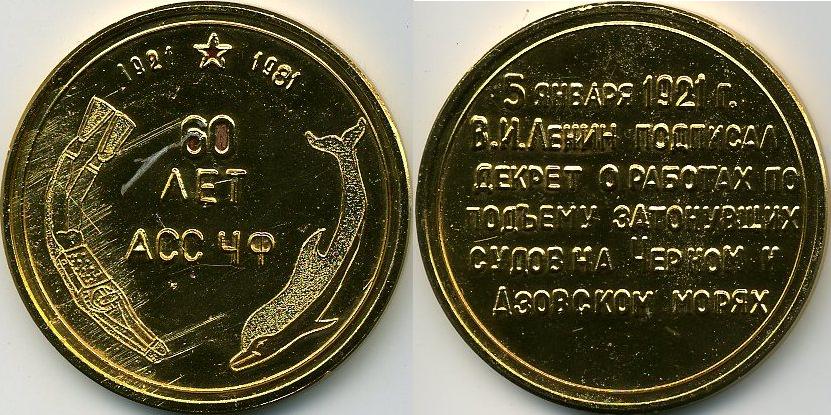 1921 1981
60
ЛЕТ
АСС ЧФ
5 ЯНВАРЯ 1921 г.
В.И.ЛЕНИН ПОДПИСАЛ
ДЕКРЕТ О РАБОТАХ ПО
ПОДЪЕМУ ЗАТОНУВШИХ
СУДОВ НА ЧЕРНОМ И
АЗОВСКОМ МОРЯХ